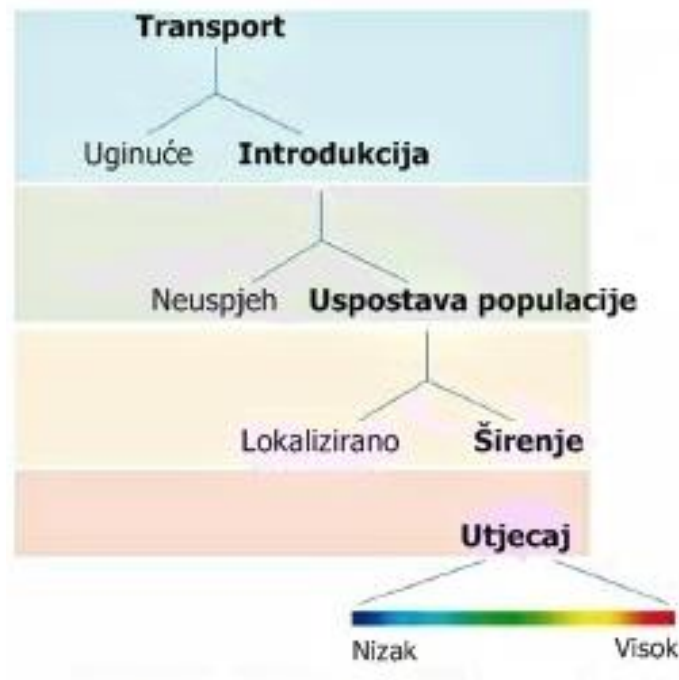 Transport
Uginuće Introdukcija
Neuspjeh Uspostava populacije
Lokalizirano Širenje
Utjecaj
Nizak Visok